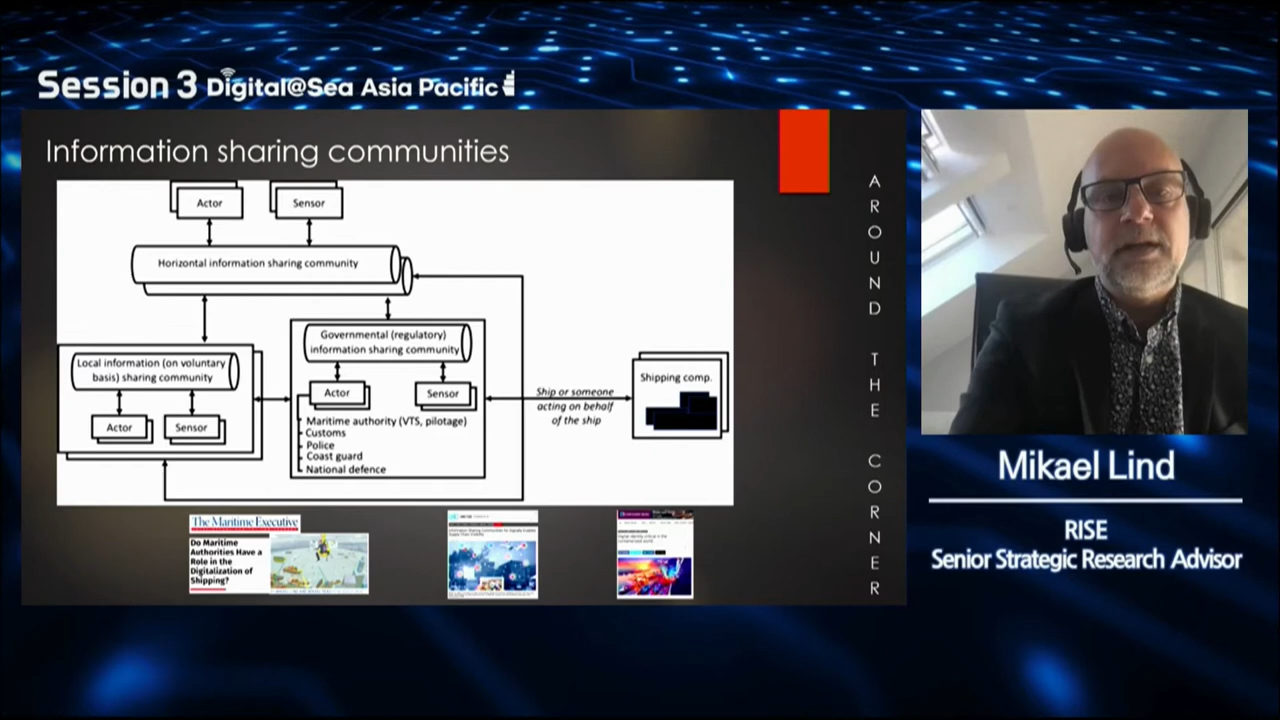 Session 3 Digital@Sea Asia Pacific
Information sharing communities
Actor
Sensor
Horizontal information sharing community
Governmental (regulatory)
information sharing community
Local information (on voluntary
basis) sharing community
Actor
Sensor
Actor
Sensor
Maritime authority (VTS, pilotage)
Customs
Police
Coast guard
National defence
Ship or someone
acting on behalf
of the ship
Shipping comp.
AROUND THE CORNER
The Maritime Executive
Do Maritime
Authorities Have a
Role in the
Digitalization of
Shipping?
Mikael Lind
RISE
Senior Strategic Research Advisor